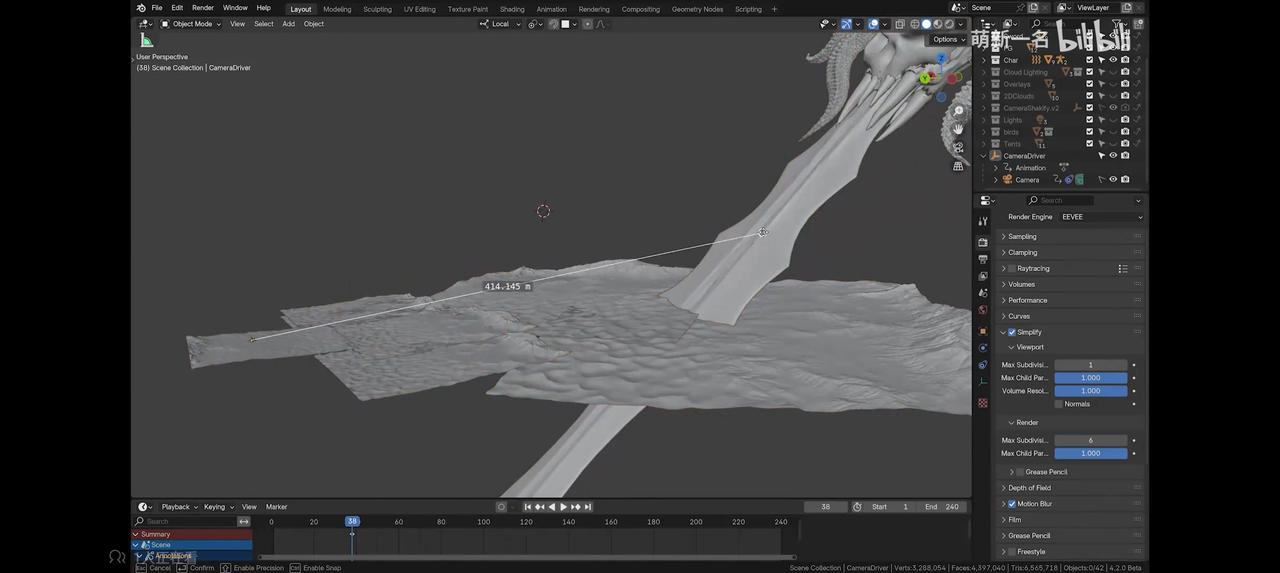 File Edit Render Window Help Layout Modeling Sculpting UV Editing Texture Paint Shading Animation Rendering Compositing Geometry Nodes Scripting + Scene ViewLayer
Object Mode View Select Add Object Local
Options
萌新一名 bilibili
User Perspective
(38) Scene Collection | CameraDriver
Char
Cloud Lighting
Overlays
2DClouds
CameraShakify.v2
Lights
birds
Tents
CameraDriver
Animation
Camera
Search
Render Engine EEVEE
Sampling
Clamping
Raytracing
Volumes
Performance
Curves
Simplify
Viewport
Max Subdivisi... 1
Max Child Par... 1.000
Volume Resol... 1.000
Normals
Render
Max Subdivisi... 6
Max Child Par... 1.000
Grease Pencil
Depth of Field
Motion Blur
Film
Grease Pencil
Freestyle
414.145 m
Playback Keying View Marker 38 Start 1 End 240
Search 0 20 38 60 80 100 120 140 160 180 200 220 240
Summary
Scene
Annotations
Esc Cancel Confirm Enable Precision Ctrl Enable Snap Scene Collection | CameraDriver | Verts:3,288,054 | Faces:4,397,040 | Tris:6,565,718 | Objects:0/42 | 4.2.0 Beta